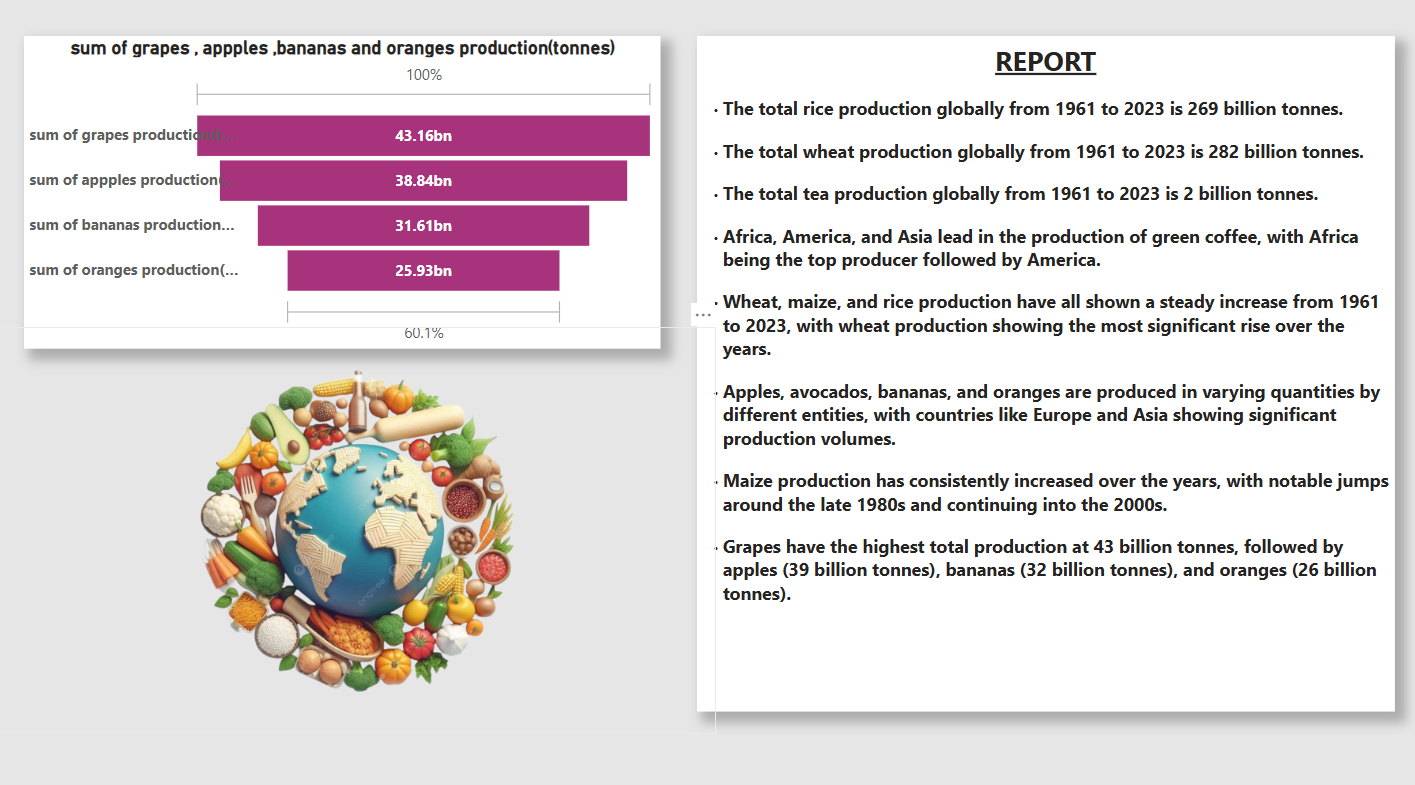 sum of grapes , appples ,bananas and oranges production(tonnes)
100%
sum of grapes production(t...
43.16bn
sum of appples production(...
38.84bn
sum of bananas production...
31.61bn
sum of oranges production(...
25.93bn
60.1%
REPORT
· The total rice production globally from 1961 to 2023 is 269 billion tonnes.
· The total wheat production globally from 1961 to 2023 is 282 billion tonnes.
· The total tea production globally from 1961 to 2023 is 2 billion tonnes.
· Africa, America, and Asia lead in the production of green coffee, with Africa
being the top producer followed by America.
· Wheat, maize, and rice production have all shown a steady increase from 1961
to 2023, with wheat production showing the most significant rise over the
years.
· Apples, avocados, bananas, and oranges are produced in varying quantities by
different entities, with countries like Europe and Asia showing significant
production volumes.
· Maize production has consistently increased over the years, with notable jumps
around the late 1980s and continuing into the 2000s.
· Grapes have the highest total production at 43 billion tonnes, followed by
apples (39 billion tonnes), bananas (32 billion tonnes), and oranges (26 billion
tonnes).